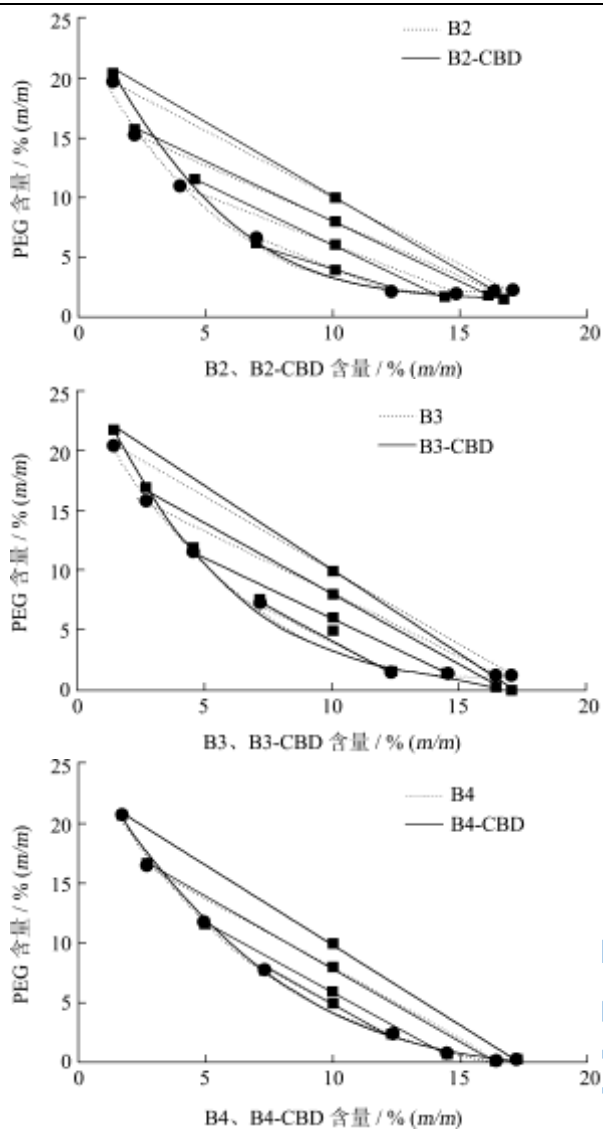 25
20
15
10
5
0
PEG 含量 / % (m/m)
B2
B2-CBD
0
5
10
15
20
B2、B2-CBD 含量 / % (m/m)
25
20
15
10
5
0
PEG 含量 / % (m/m)
B3
B3-CBD
0
5
10
15
20
B3、B3-CBD 含量 / % (m/m)
25
20
15
10
5
0
PEG 含量 / % (m/m)
B4
B4-CBD
0
5
10
15
20
B4、B4-CBD 含量 / % (m/m)